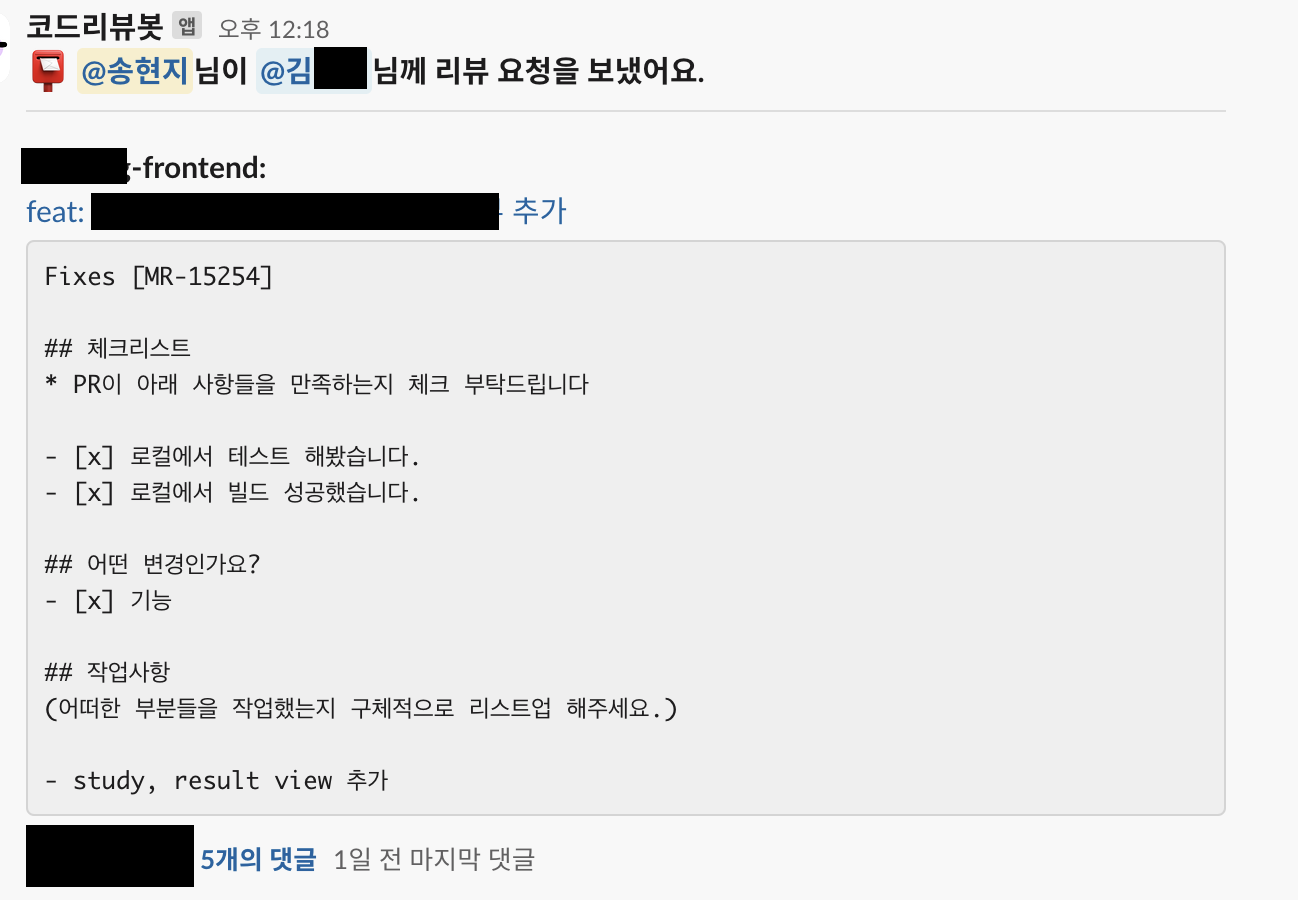 코드리뷰봇 앱 오후 12:18
@송현지님이 @김 님께 리뷰 요청을 보냈어요.
-frontend:
feat: 추가
Fixes [MR-15254]
## 체크리스트
* PR이 아래 사항들을 만족하는지 체크 부탁드립니다
- [x] 로컬에서 테스트 해봤습니다.
- [x] 로컬에서 빌드 성공했습니다.
## 어떤 변경인가요?
- [x] 기능
## 작업사항
(어떠한 부분들을 작업했는지 구체적으로 리스트업 해주세요.)
- study, result view 추가
5개의 댓글 1일 전 마지막 댓글